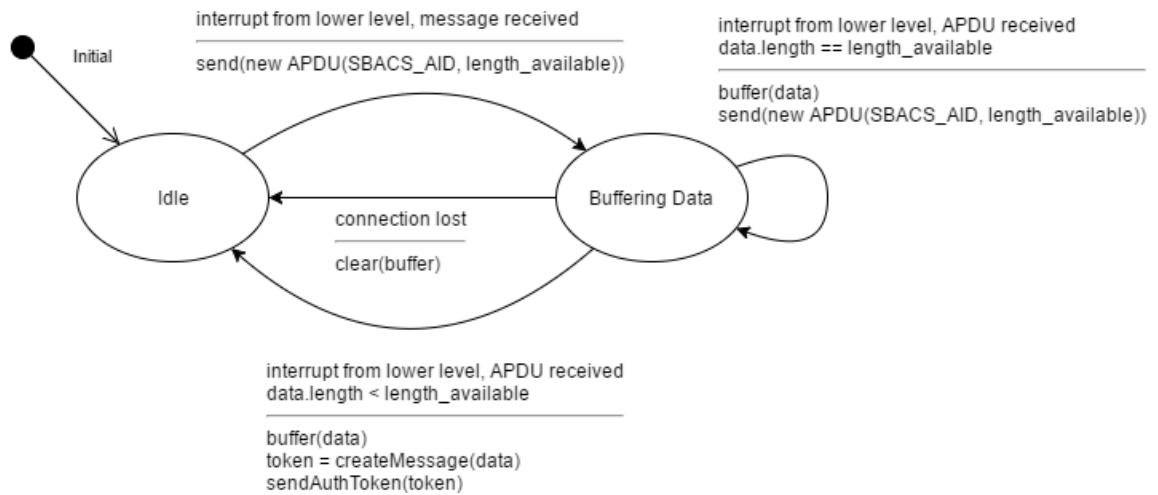 interrupt from lower level, message received
send(new APDU(SBACS_AID, length_available))
Initial
interrupt from lower level, APDU received
data.length == length_available
buffer(data)
send(new APDU(SBACS_AID, length_available))
Idle
Buffering Data
connection lost
clear(buffer)
interrupt from lower level, APDU received
data.length < length_available
buffer(data)
token = createMessage(data)
sendAuthToken(token)